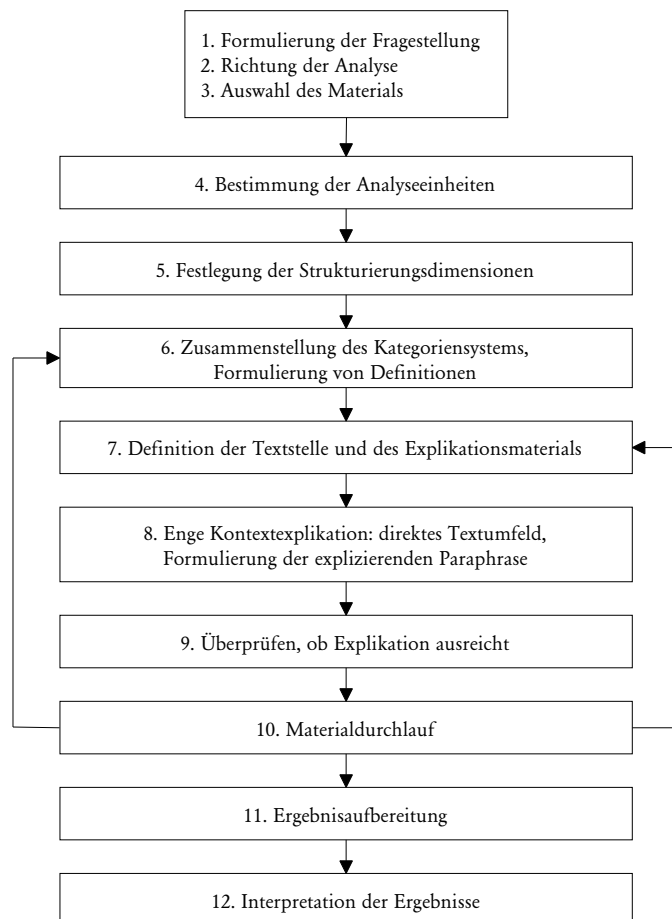 1. Formulierung der Fragestellung
2. Richtung der Analyse
3. Auswahl des Materials
4. Bestimmung der Analyseeinheiten
5. Festlegung der Strukturierungsdimensionen
6. Zusammenstellung des Kategoriensystems,
Formulierung von Definitionen
7. Definition der Textstelle und des Explikationsmaterials
8. Enge Kontextexplikation: direktes Textumfeld,
Formulierung der explizierenden Paraphrase
9. Überprüfen, ob Explikation ausreicht
10. Materialdurchlauf
11. Ergebnisaufbereitung
12. Interpretation der Ergebnisse